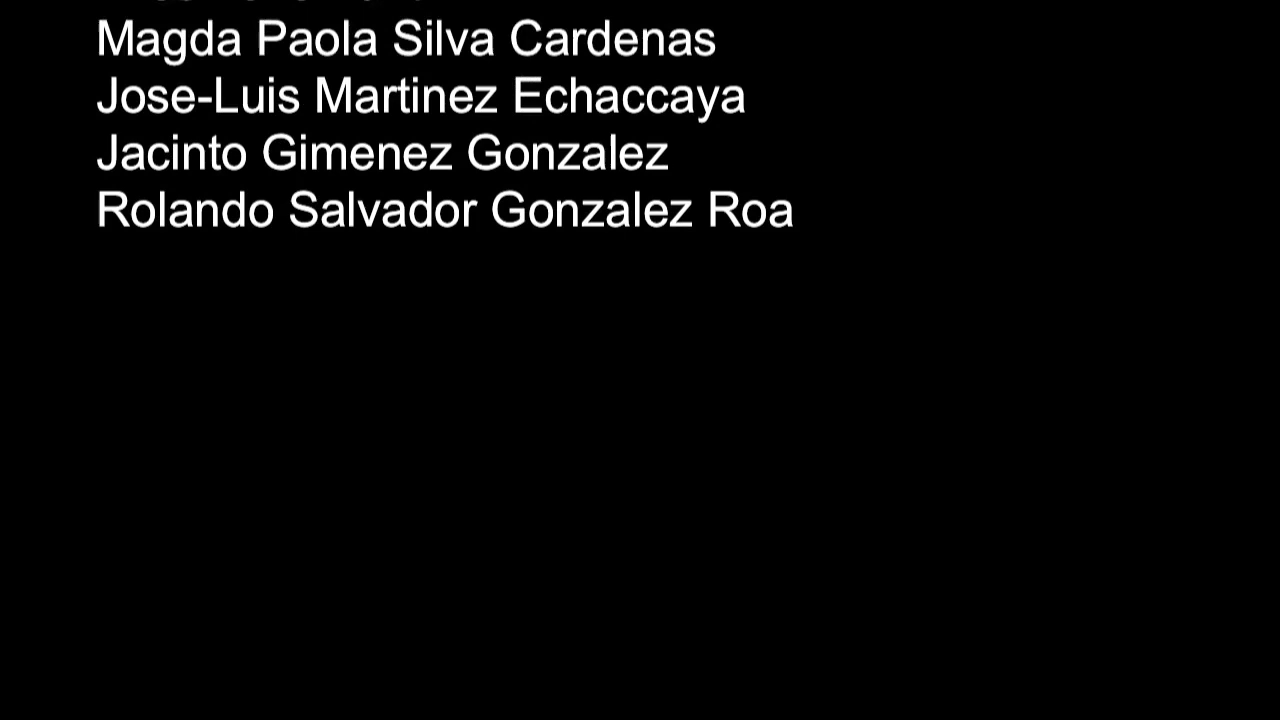 Magda Paola Silva Cardenas
Jose-Luis Martinez Echaccaya
Jacinto Gimenez Gonzalez
Rolando Salvador Gonzalez Roa